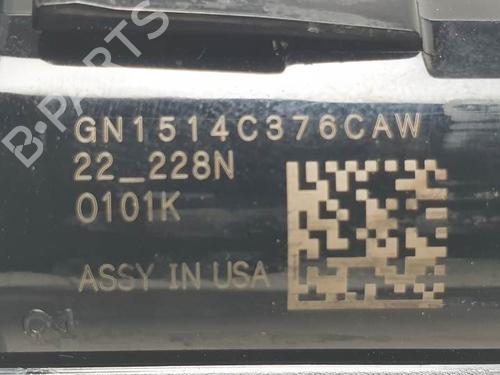 B-PARTS
GN1514C376CAW
22_228N
0101K
ASSY IN USA